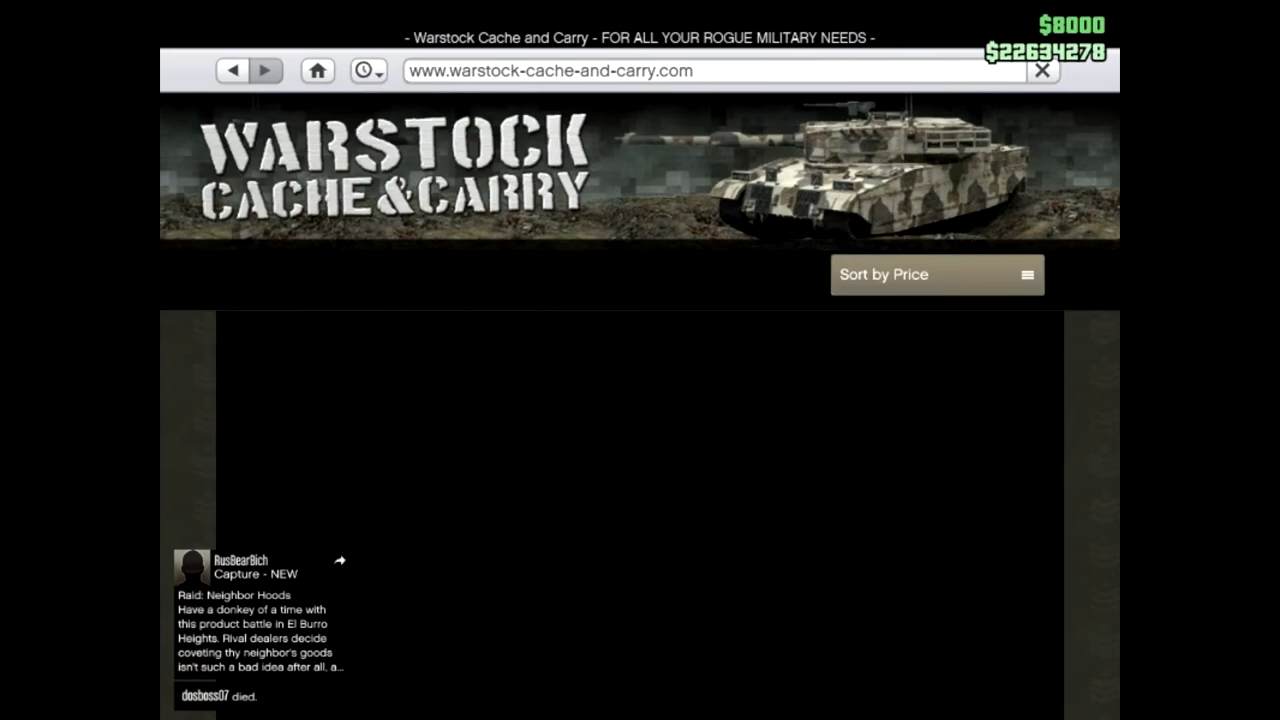 - Warstock Cache and Carry - FOR ALL YOUR ROGUE MILITARY NEEDS -
$8000
$22634278
www.warstock-cache-and-carry.com
WARSTOCK
CACHE&CARRY
Sort by Price
RusBearBich
Capture - NEW
Raid: Neighbor Hoods
Have a donkey of a time with
this product battle in El Burro
Heights. Rival dealers decide
coveting thy neighbor's goods
isn't such a bad idea after all, a...
dosboss07 died.